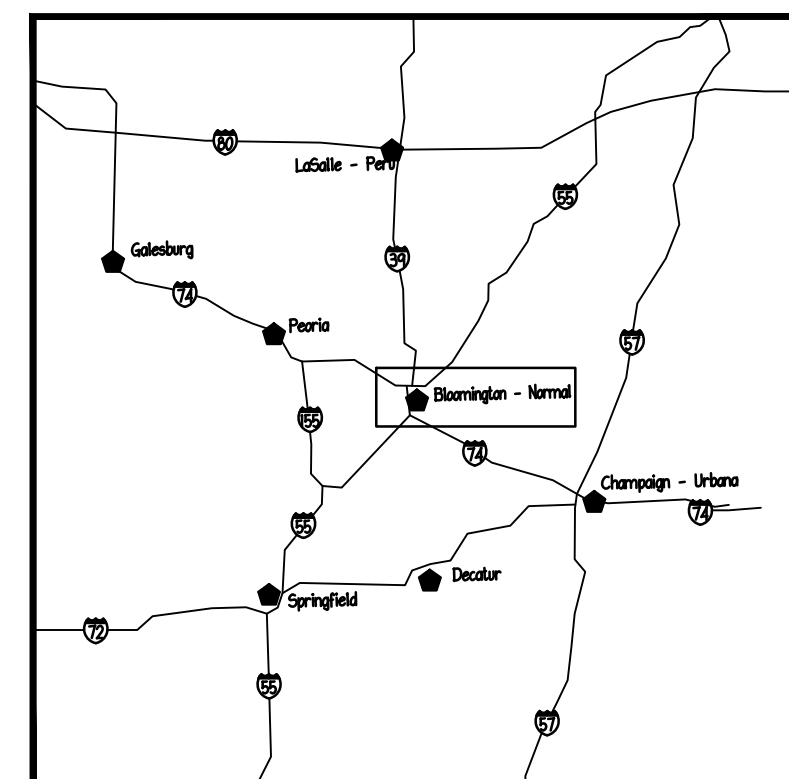 80
LaSalle - Peru
55
Galesburg
39
74
Peoria
57
Bloomington - Normal
155
74
Champaign - Urbana
74
55
Decatur
Springfield
72
55
57